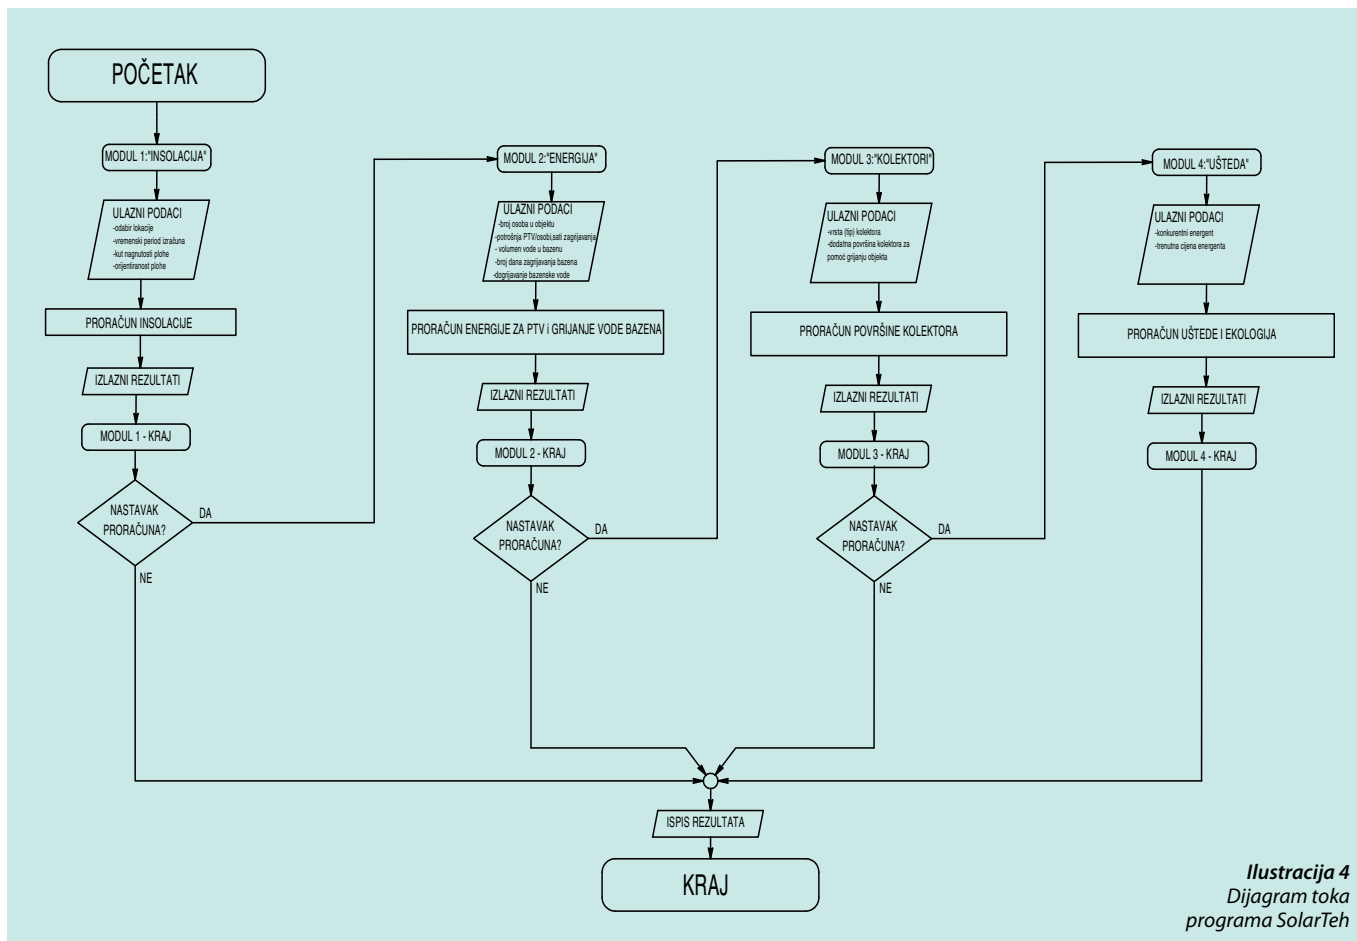 POČETAK
MODUL 1:"INSOLACIJA"
ULAZNI PODACI
-odabir lokacije
-vremenski period izračuna
-kut nagnutosti plohe
-orijentiranost plohe
PRORAČUN INSOLACIJE
IZLAZNI REZULTATI
MODUL 1 - KRAJ
NASTAVAK
PRORAČUNA?
DA
NE
MODUL 2:"ENERGIJA"
ULAZNI PODACI
-broj osoba u objektu
-potrošnja PTV/osobi,sati zagrijavanja
- volumen vode u bazenu
-broj dana zagrijavanja bazena
-dogrijavanje bazenske vode
PRORAČUN ENERGIJE ZA PTV i GRIJANJE VODE BAZENA
IZLAZNI REZULTATI
MODUL 2 - KRAJ
NASTAVAK
PRORAČUNA?
DA
NE
MODUL 3:"KOLEKTORI"
ULAZNI PODACI
-vrsta (tip) kolektora
-dodatna površina kolektora za
pomoć grijanju objekta
PRORAČUN POVRŠINE KOLEKTORA
IZLAZNI REZULTATI
MODUL 3 - KRAJ
NASTAVAK
PRORAČUNA?
DA
NE
MODUL 4:"UŠTEDA"
ULAZNI PODACI
-konkurentni energent
-trenutna cijena energenta
PRORAČUN UŠTEDE I EKOLOGIJA
IZLAZNI REZULTATI
MODUL 4 - KRAJ
ISPIS REZULTATA
KRAJ
Ilustracija 4
Dijagram toka
programa SolarTeh